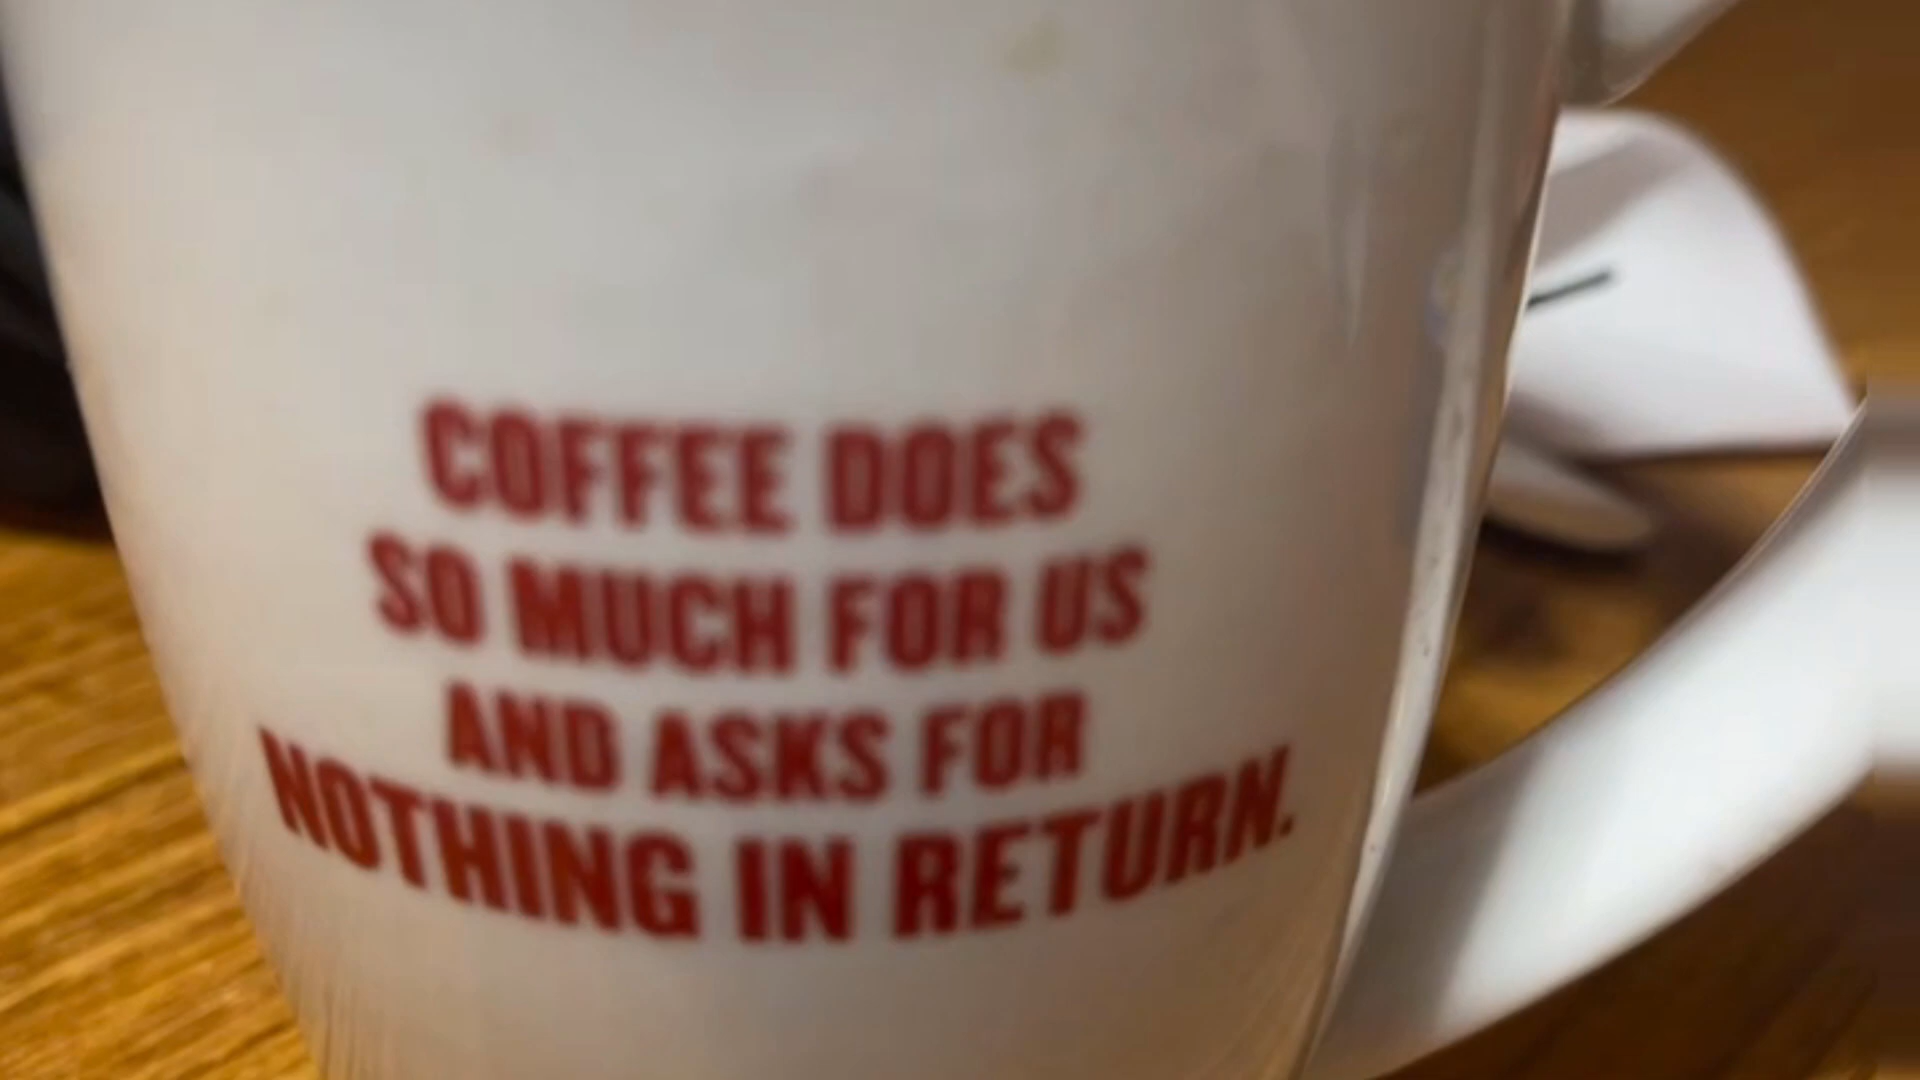 COFFEE DOES
SO MUCH FOR US
AND ASKS FOR
NOTHING IN RETURN.